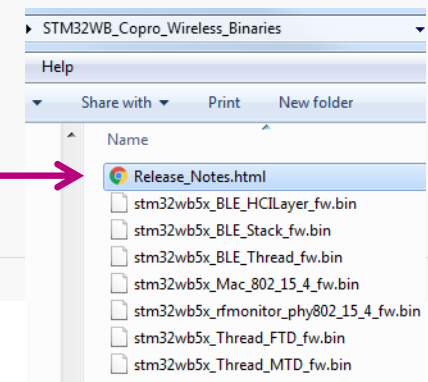 STM32WB_Copro_Wireless_Binaries
Help
Share with Print New folder
Name
Release_Notes.html
stm32wb5x_BLE_HCILayer_fw.bin
stm32wb5x_BLE_Stack_fw.bin
stm32wb5x_BLE_Thread_fw.bin
stm32wb5x_Mac_802_15_4_fw.bin
stm32wb5x_rfmonitor_phy802_15_4_fw.bin
stm32wb5x_Thread_FTD_fw.bin
stm32wb5x_Thread_MTD_fw.bin